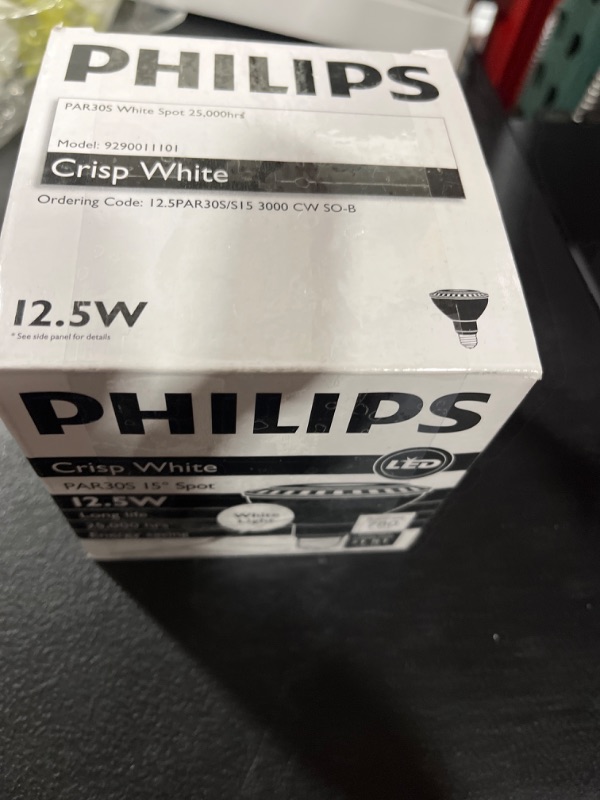 PHILIPS
PAR30S White Spot 25,000hrs
Model: 9290011101
Crisp White
Ordering Code: 12.5PAR30S/S15 3000 CW SO-B
12.5W
* See side panel for details
PHILIPS
Crisp White
LED
PAR30S 15° Spot
12.5W
Long life
25,000 hrs
Energy saving
White
Light